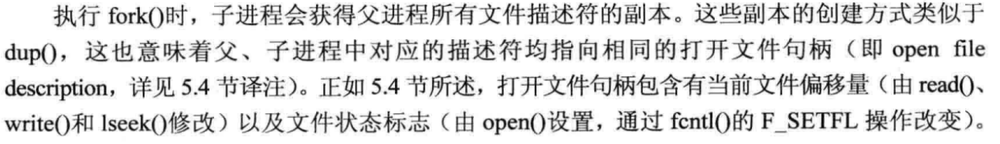 执行 fork()时，子进程会获得父进程所有文件描述符的副本。这些副本的创建方式类似于
dup()，这也意味着父、子进程中对应的描述符均指向相同的打开文件句柄（即 open file
description，详见 5.4 节译注）。正如 5.4 节所述，打开文件句柄包含有当前文件偏移量（由 read()、
write()和 lseek()修改）以及文件状态标志（由 open()设置，通过 fcntl()的 F_SETFL 操作改变）。